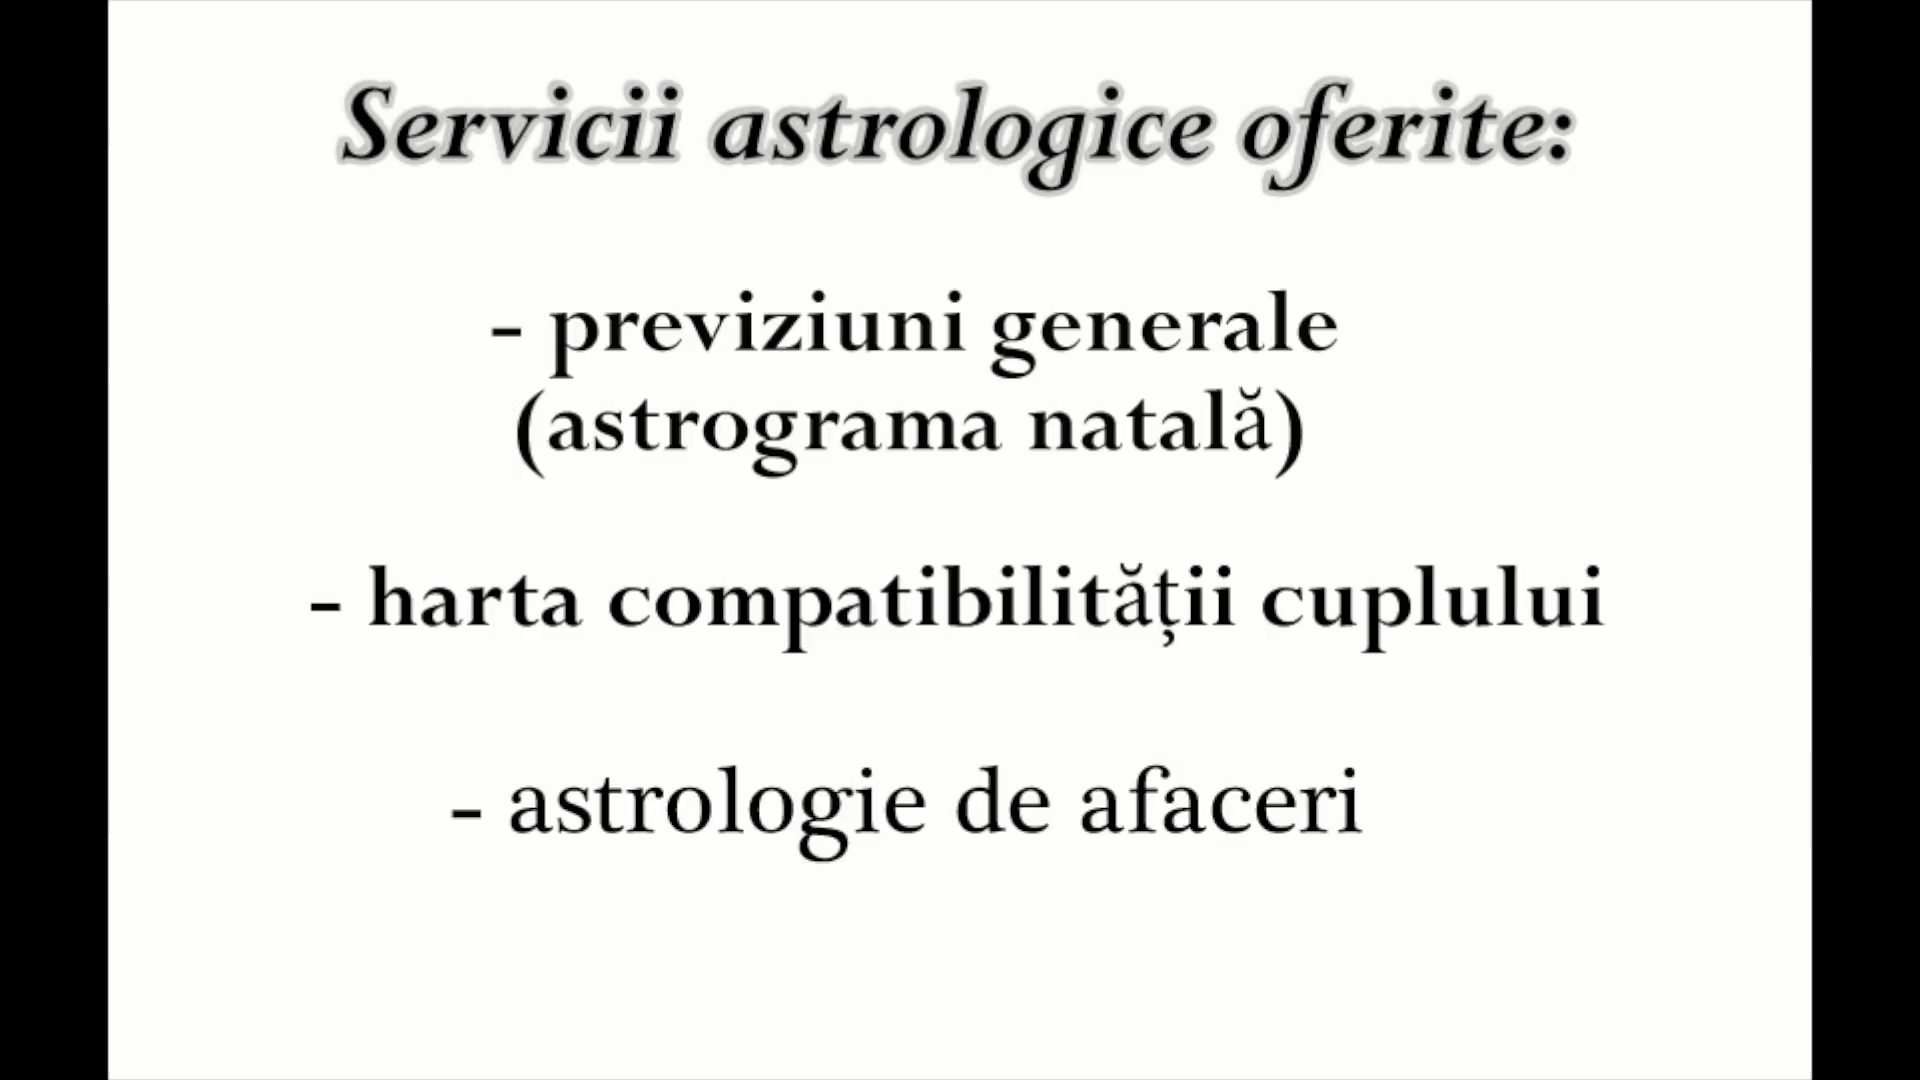 Servicii astrologice oferite:
- previziuni generale
(astrograma natală)
- harta compatibilității cuplului
- astrologie de afaceri